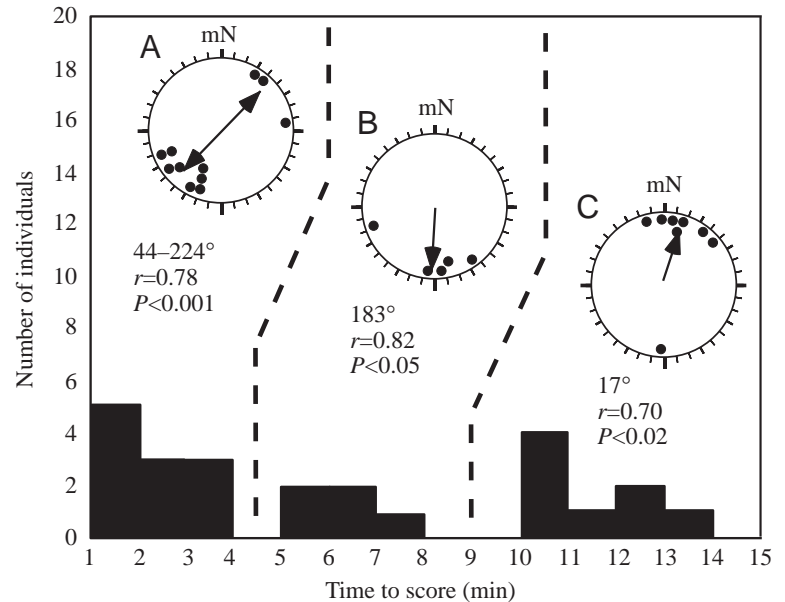 20
18
16
14
12
10
8
6
4
2
0
Number of individuals
A
mN
44–224°
r=0.78
P<0.001
B
mN
183°
r=0.82
P<0.05
C
mN
17°
r=0.70
P<0.02
1 2 3 4 5 6 7 8 9 10 11 12 13 14 15
Time to score (min)